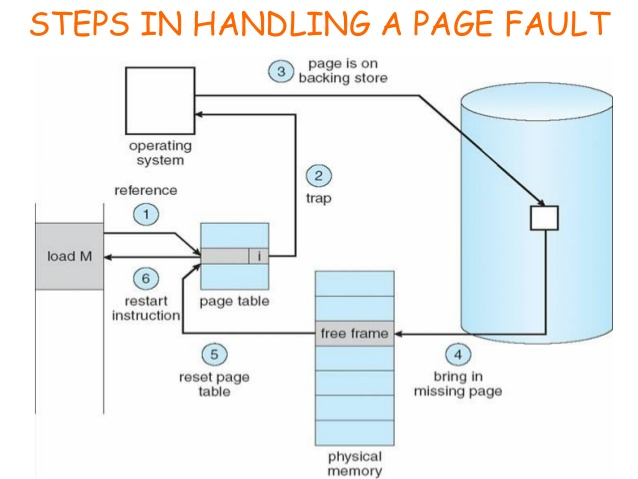 STEPS IN HANDLING A PAGE FAULT
3
page is on
backing store
operating
system
2
trap
reference
1
load M
i
6
restart
instruction
page table
free frame
5
reset page
table
4
bring in
missing page
physical
memory